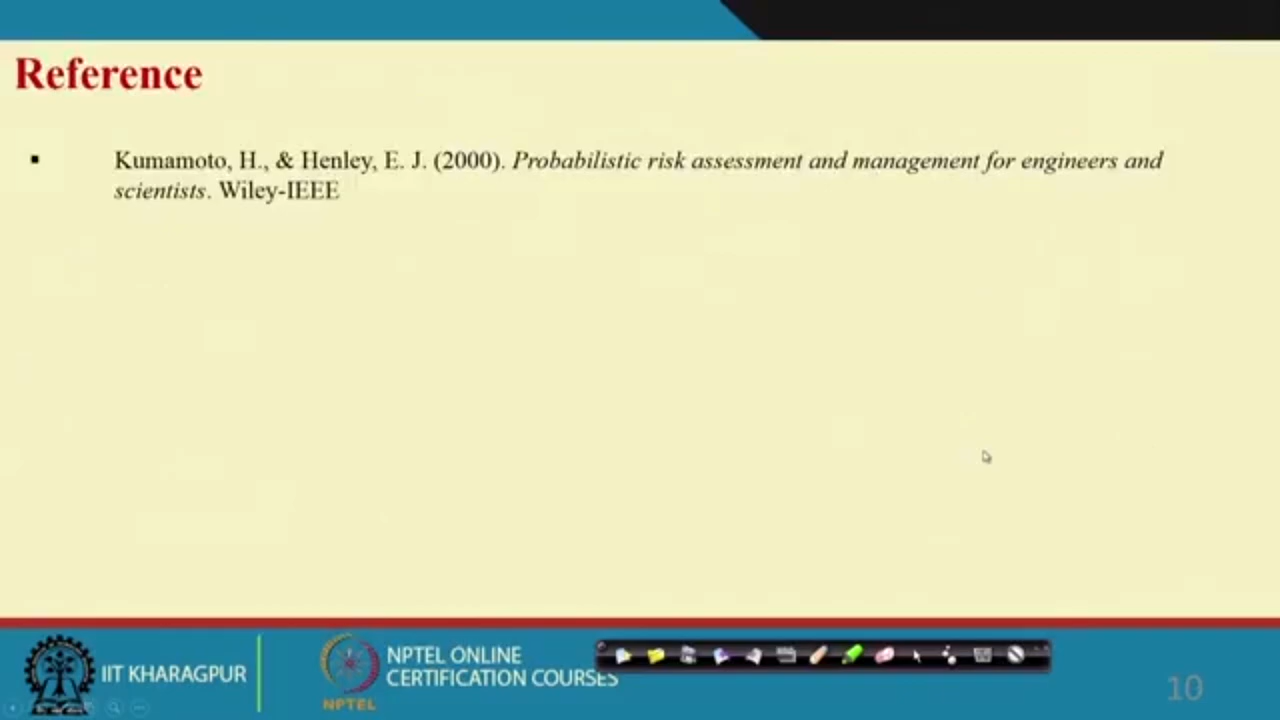 Reference
▪ Kumamoto, H., & Henley, E. J. (2000). Probabilistic risk assessment and management for engineers and
scientists. Wiley-IEEE
IIT KHARAGPUR
NPTEL ONLINE
CERTIFICATION COURSES
NPTEL
10